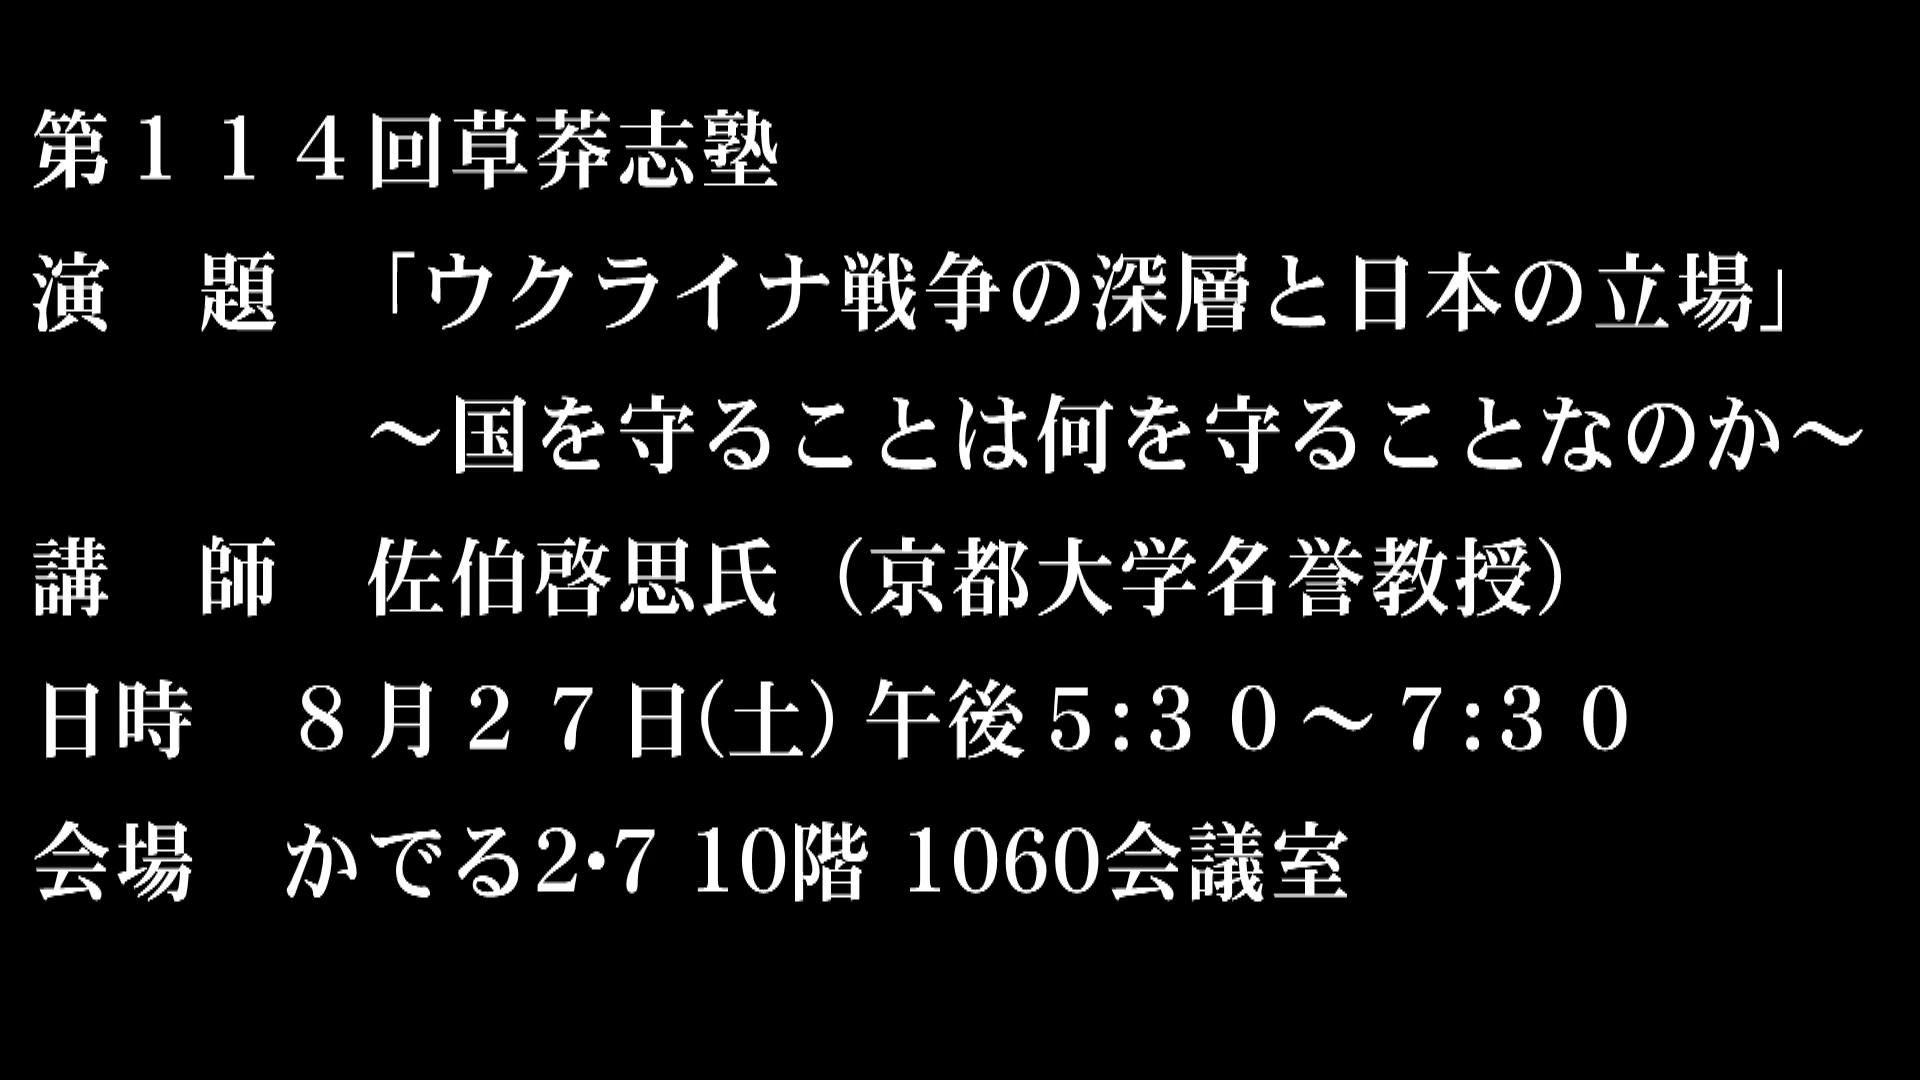 第１１４回草莽志塾
演　題　「ウクライナ戦争の深層と日本の立場」
～国を守ることは何を守ることなのか～
講　師　佐伯啓思氏（京都大学名誉教授）
日時　８月２７日(土) 午後５:３０～７:３０
会場　かでる2・7 10階 1060会議室